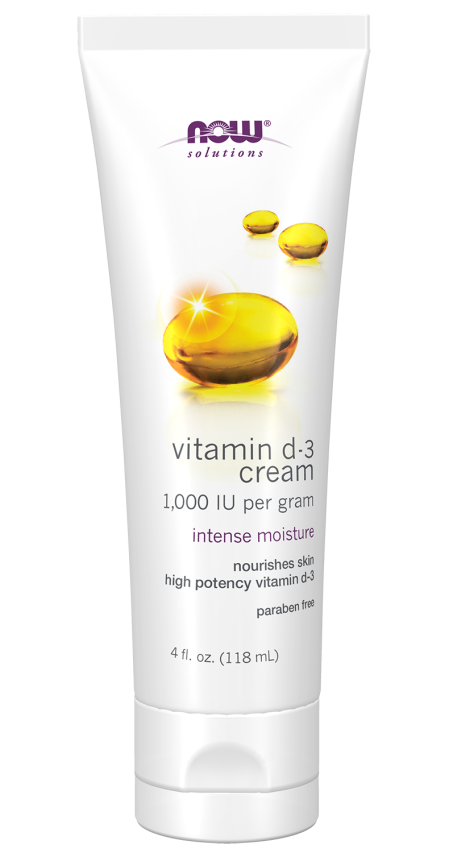 NOW®
solutions
vitamin d-3
cream
1,000 IU per gram
intense moisture
nourishes skin
high potency vitamin d-3
paraben free
4 fl. oz. (118 mL)